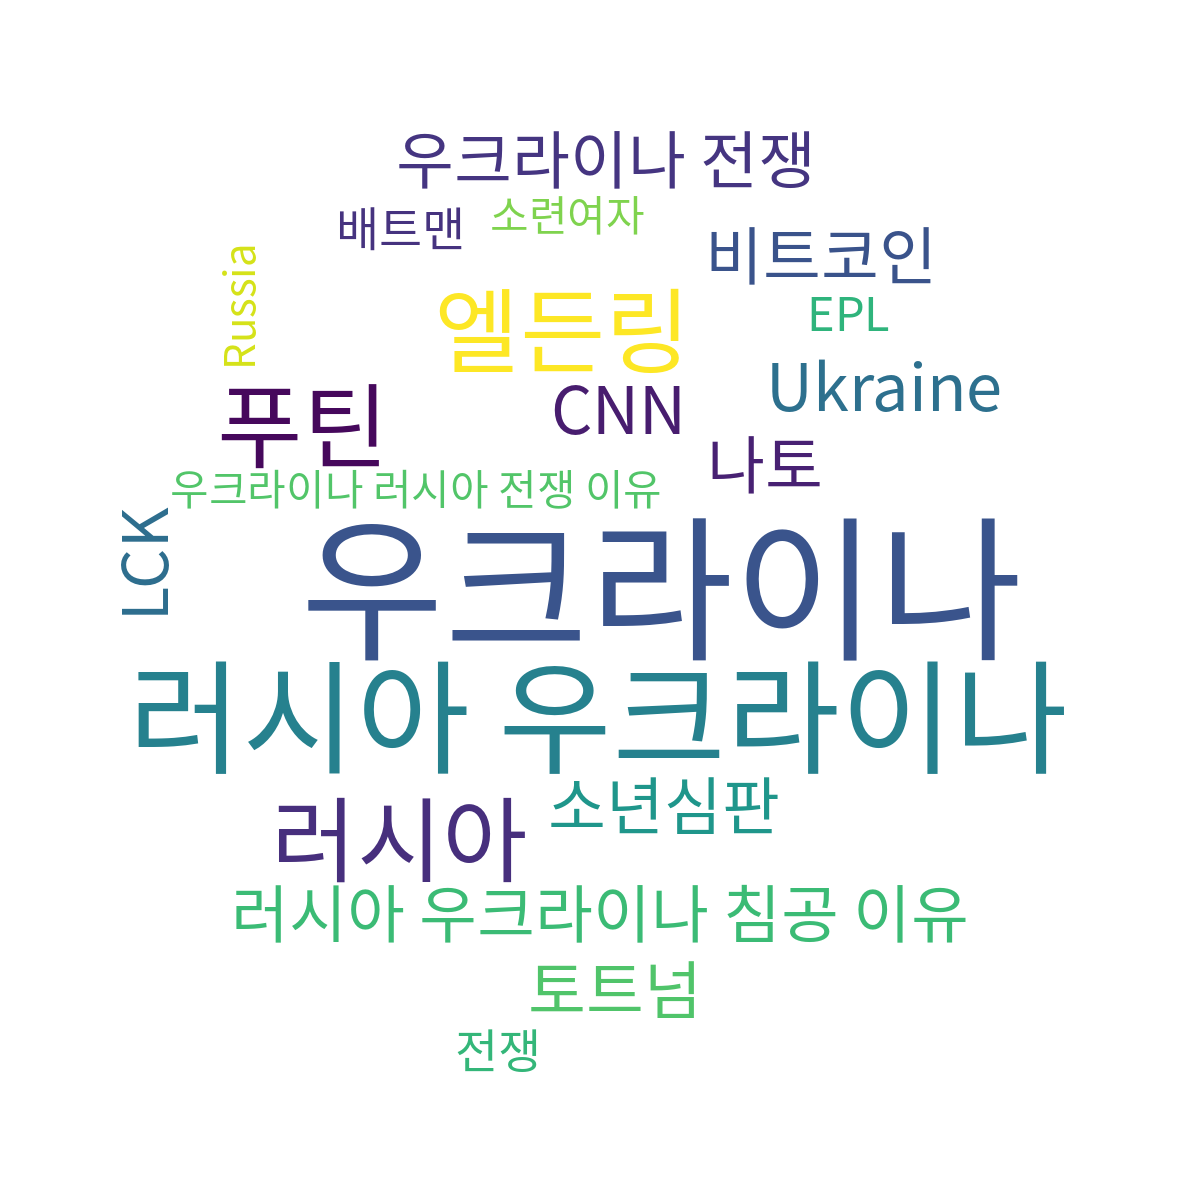 우크라이나 전쟁
배트맨
소련여자
비트코인
Russia
엘든링
EPL
푸틴
CNN
Ukraine
나토
우크라이나 러시아 전쟁 이유
LCK
우크라이나
러시아 우크라이나
러시아
소년심판
러시아 우크라이나 침공 이유
토트넘
전쟁